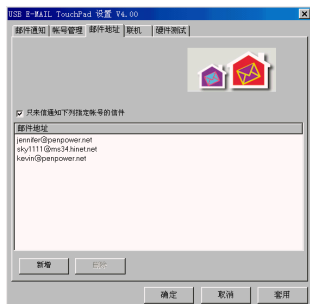 USB E-MAIL TouchPad 设置 V4.00
邮件通知 帐号管理 邮件地址 联机 硬件测试
只来信通知下列指定帐号的信件
邮件地址
jennifer@penpower.net
sky1111@ms34.hinet.net
kevin@penpower.net
新增 删除
确定 取消 套用